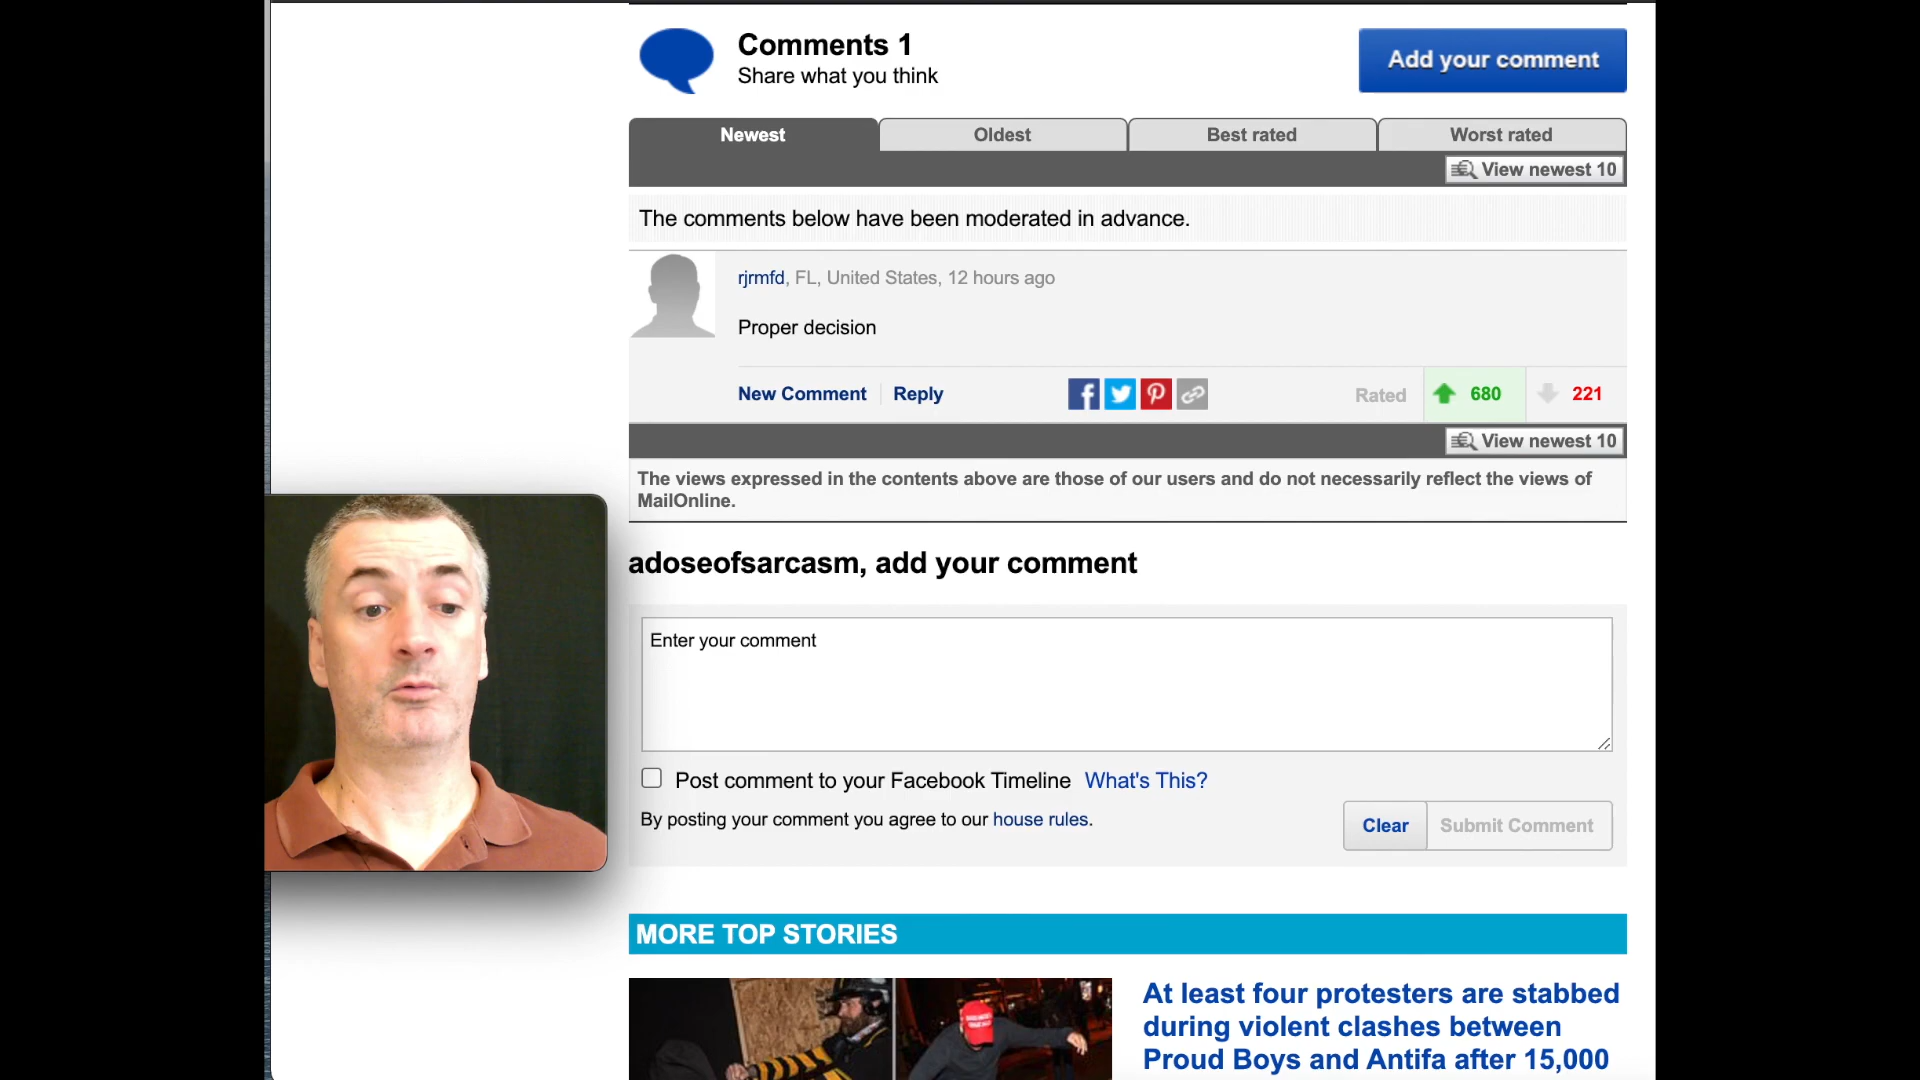 Comments 1
Share what you think
Add your comment
Newest
Oldest
Best rated
Worst rated
View newest 10
The comments below have been moderated in advance.
rjrmfd, FL, United States, 12 hours ago
Proper decision
New Comment
Reply
Rated
680
221
View newest 10
The views expressed in the contents above are those of our users and do not necessarily reflect the views of
MailOnline.
adoseofsarcasm, add your comment
Enter your comment
Post comment to your Facebook Timeline What's This?
By posting your comment you agree to our house rules.
Clear
Submit Comment
MORE TOP STORIES
At least four protesters are stabbed
during violent clashes between
Proud Boys and Antifa after 15,000